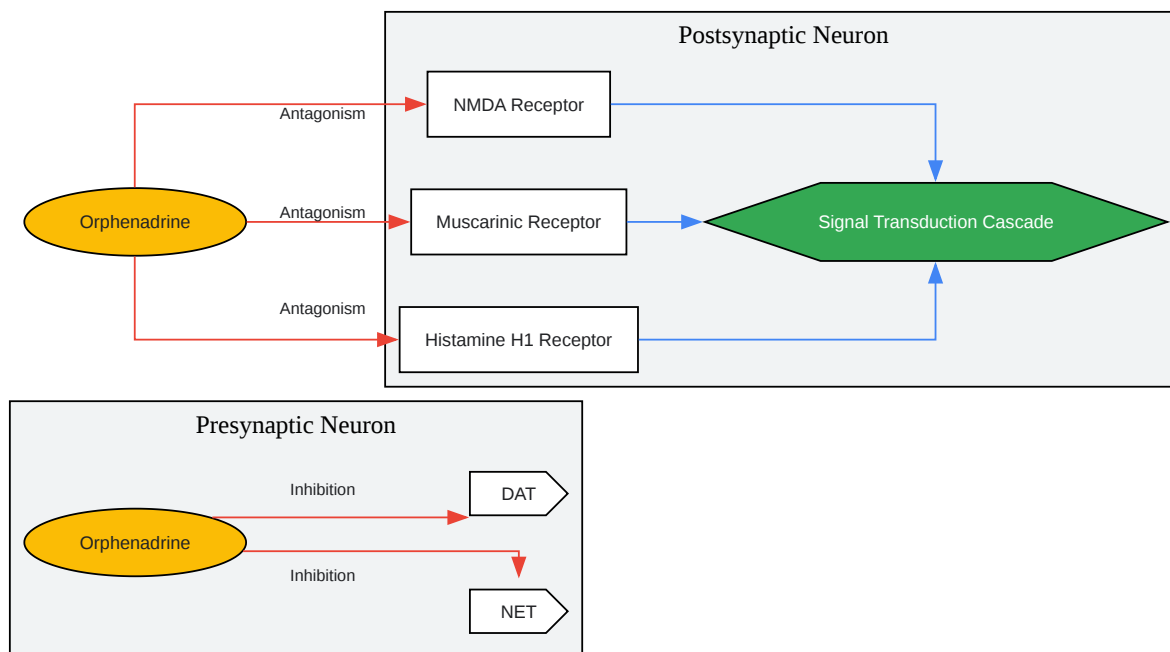 Postsynaptic Neuron
NMDA Receptor
Antagonism
Orphenadrine
Antagonism
Muscarinic Receptor
Signal Transduction Cascade
Antagonism
Histamine H1 Receptor
Presynaptic Neuron
Inhibition
DAT
Orphenadrine
Inhibition
NET